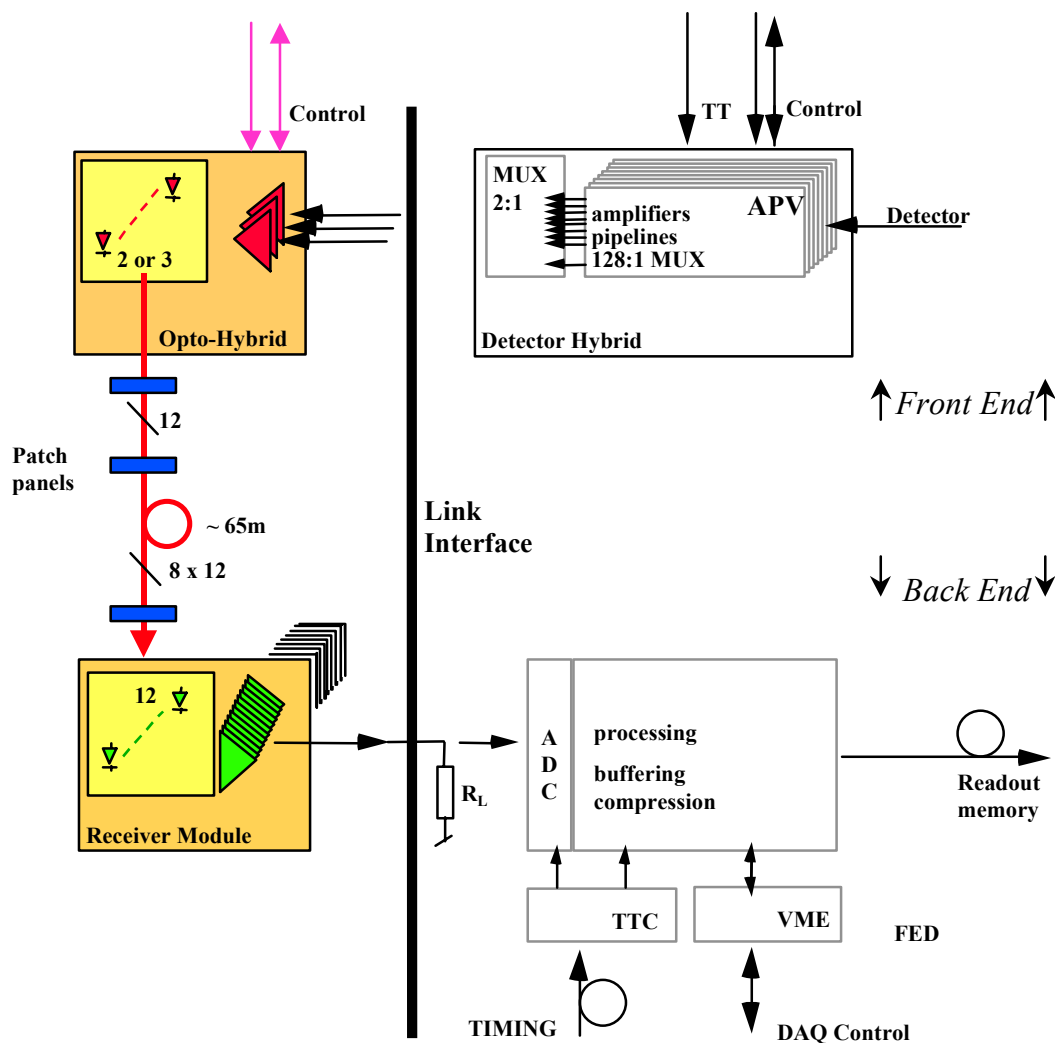 Control
TT
Control
MUX
2:1
APV
amplifiers
pipelines
128:1 MUX
Detector
2 or 3
Opto-Hybrid
Detector Hybrid
12
Front End
Patch
panels
~ 65m
Link
Interface
8 x 12
Back End
12
A
D
C
processing
buffering
compression
R_L
Readout
memory
Receiver Module
TTC
VME
FED
TIMING
DAQ Control